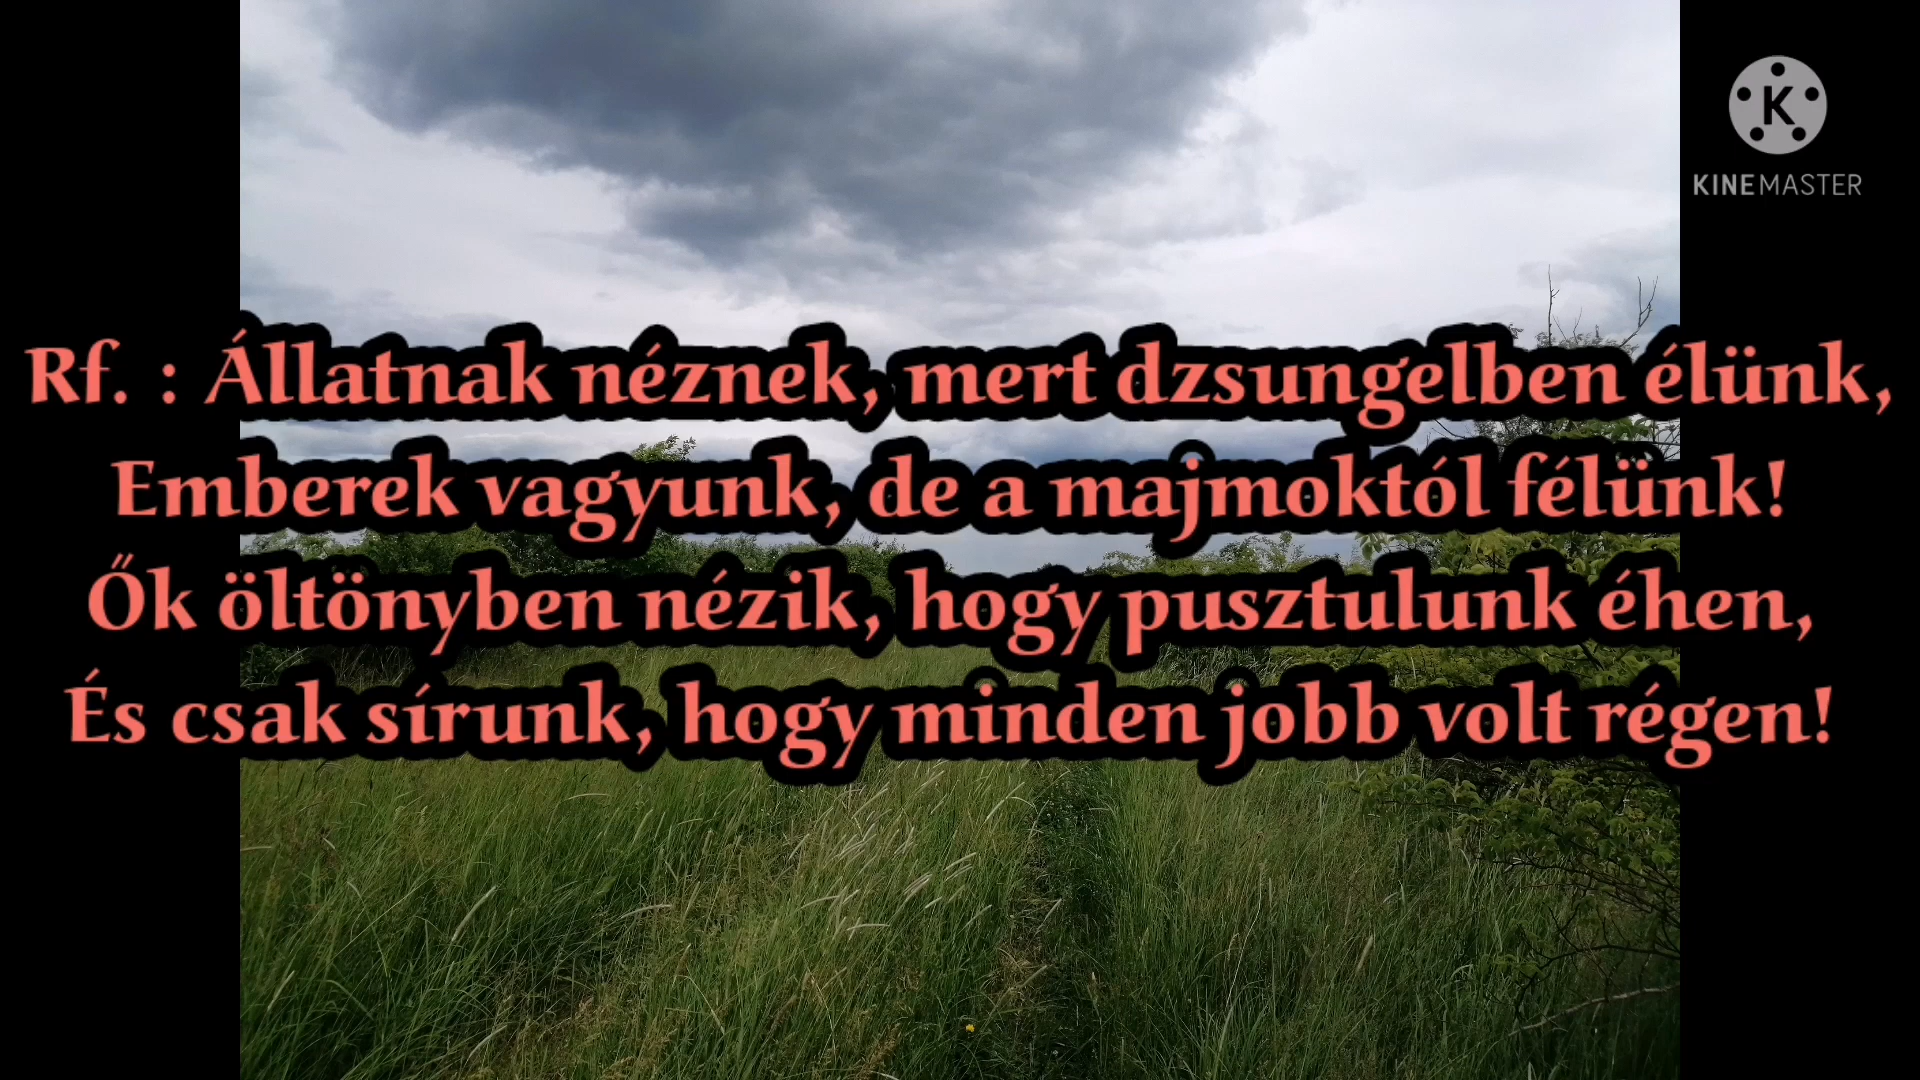 KINEMASTER
Rf. : Állatnak néznek, mert dzsungelben élünk,
Emberek vagyunk, de a majmoktól félünk!
Ők öltönyben nézik, hogy pusztulunk éhen,
És csak sírunk, hogy minden jobb volt régen!